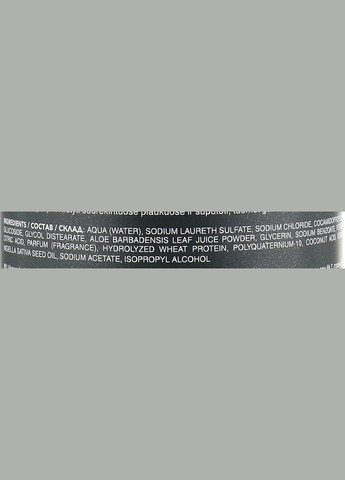 plaukuose ir
INGREDIENTS / СОСТАВ / СКЛАД: AQUA (WATER), SODIUM LAURETH SULFATE, SODIUM CHLORIDE,
GLUCOSIDE, GLYCOL DISTEARATE, ALOE BARBADENSIS LEAF JUICE POWDER, GLYCERIN, SODIUM BENZOATE,
CITRIC ACID, PARFUM (FRAGRANCE), HYDROLYZED WHEAT PROTEIN, POLYQUATERNIUM-10, COCONUT ACID
NIGELLA SATIVA SEED OIL, SODIUM ACETATE, ISOPROPYL ALCOHOL